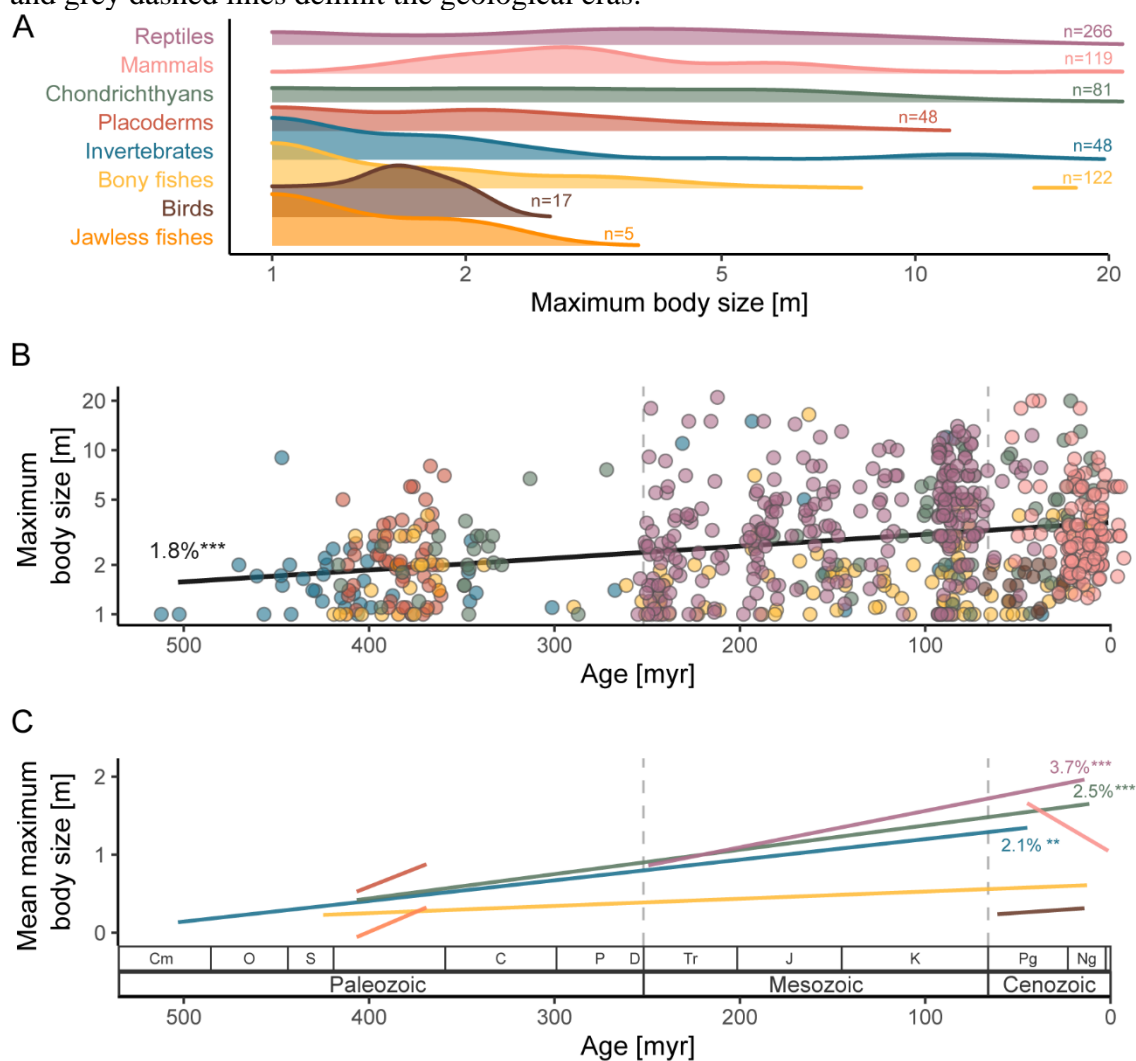 and grey dashed lines delimit the geological eras.
A
Reptiles
n=266
Mammals
n=119
Chondrichthyans
n=81
Placoderms
n=48
Invertebrates
n=48
Bony fishes
n=122
Birds
n=17
Jawless fishes
n=5
1 2 5 10 20
Maximum body size [m]
B
Maximum
body size [m]
20
10
5
2
1
1.8%***
500 400 300 200 100 0
Age [myr]
C
Mean maximum
body size [m]
2
1
0
3.7%***
2.5%***
2.1% **
Cm O S C P D Tr J K Pg Ng
Paleozoic Mesozoic Cenozoic
500 400 300 200 100 0
Age [myr]